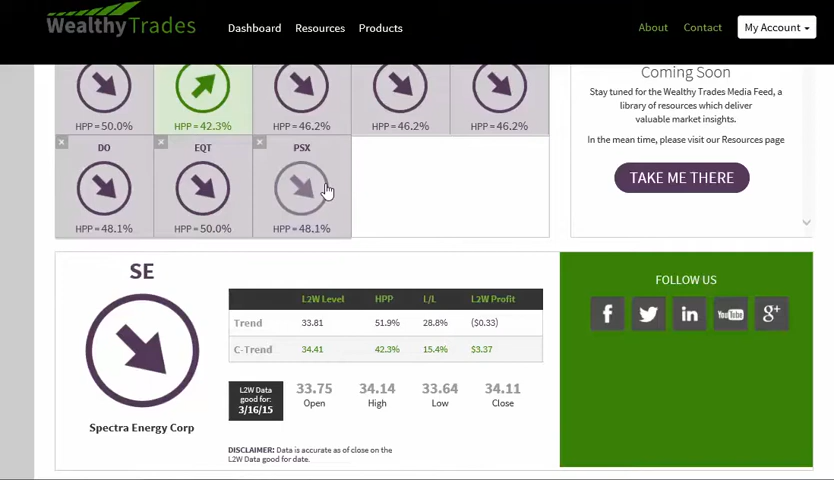 WealthyTrades
Dashboard Resources Products
About Contact My Account
HPP = 50.0% HPP = 42.3% HPP = 46.2% HPP = 46.2% HPP = 46.2%
DO EQT PSX
HPP = 48.1% HPP = 50.0% HPP = 48.1%
Coming Soon
Stay tuned for the Wealthy Trades Media Feed, a
library of resources which deliver
valuable market insights.
In the mean time, please visit our Resources page
TAKE ME THERE
SE
Spectra Energy Corp
L2W Level HPP L/L L2W Profit
Trend 33.81 51.9% 28.8% ($0.33)
C-Trend 34.41 42.3% 15.4% $3.37
L2W Data
good for:
3/16/15
33.75 34.14 33.64 34.11
Open High Low Close
DISCLAIMER: Data is accurate as of close on the
L2W Data good for date.
FOLLOW US
f in You Tube g+